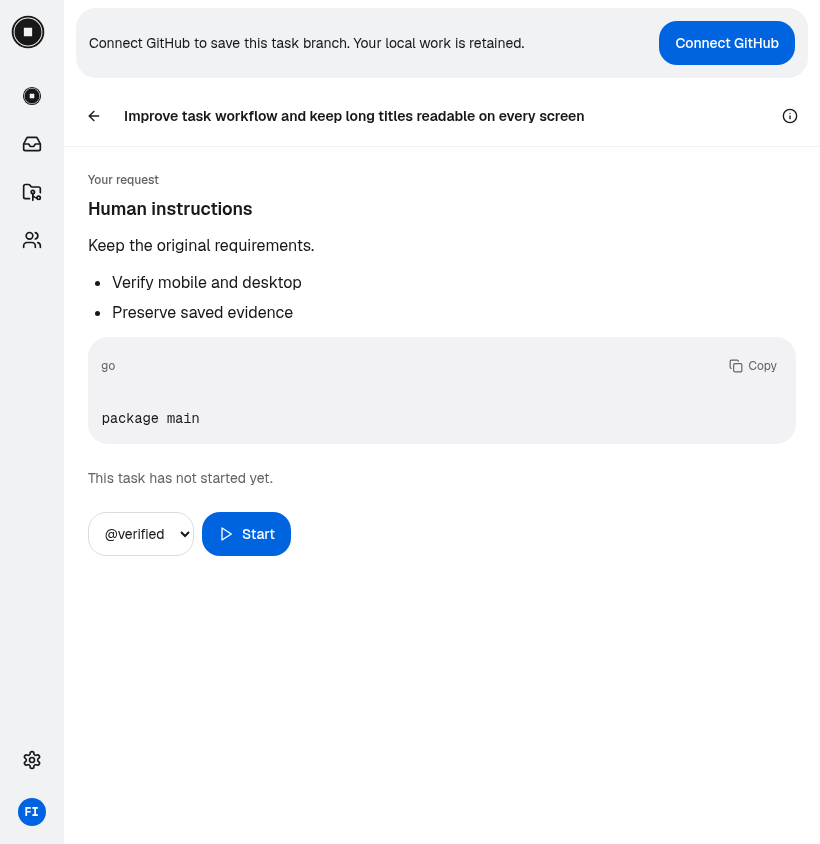 Connect GitHub to save this task branch. Your local work is retained.
Connect GitHub
Improve task workflow and keep long titles readable on every screen
Your request
Human instructions
Keep the original requirements.
Verify mobile and desktop
Preserve saved evidence
go
Copy
package main
This task has not started yet.
@verified
Start
FI